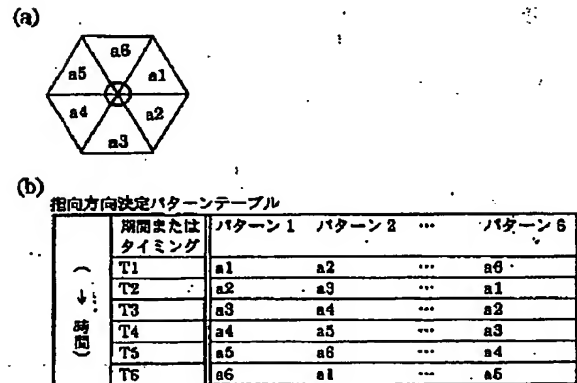 (a)
a6
a5 a1
a4 a2
a3
(b)
指向方向決定パターンテーブル
期間または パターン1 パターン2 … パターン6
タイミング
T1 a1 a2 … a6
T2 a2 a3 … a1
T3 a3 a4 … a2
T4 a4 a5 … a3
T5 a5 a6 … a4
T6 a6 a1 … a5
(→時間)